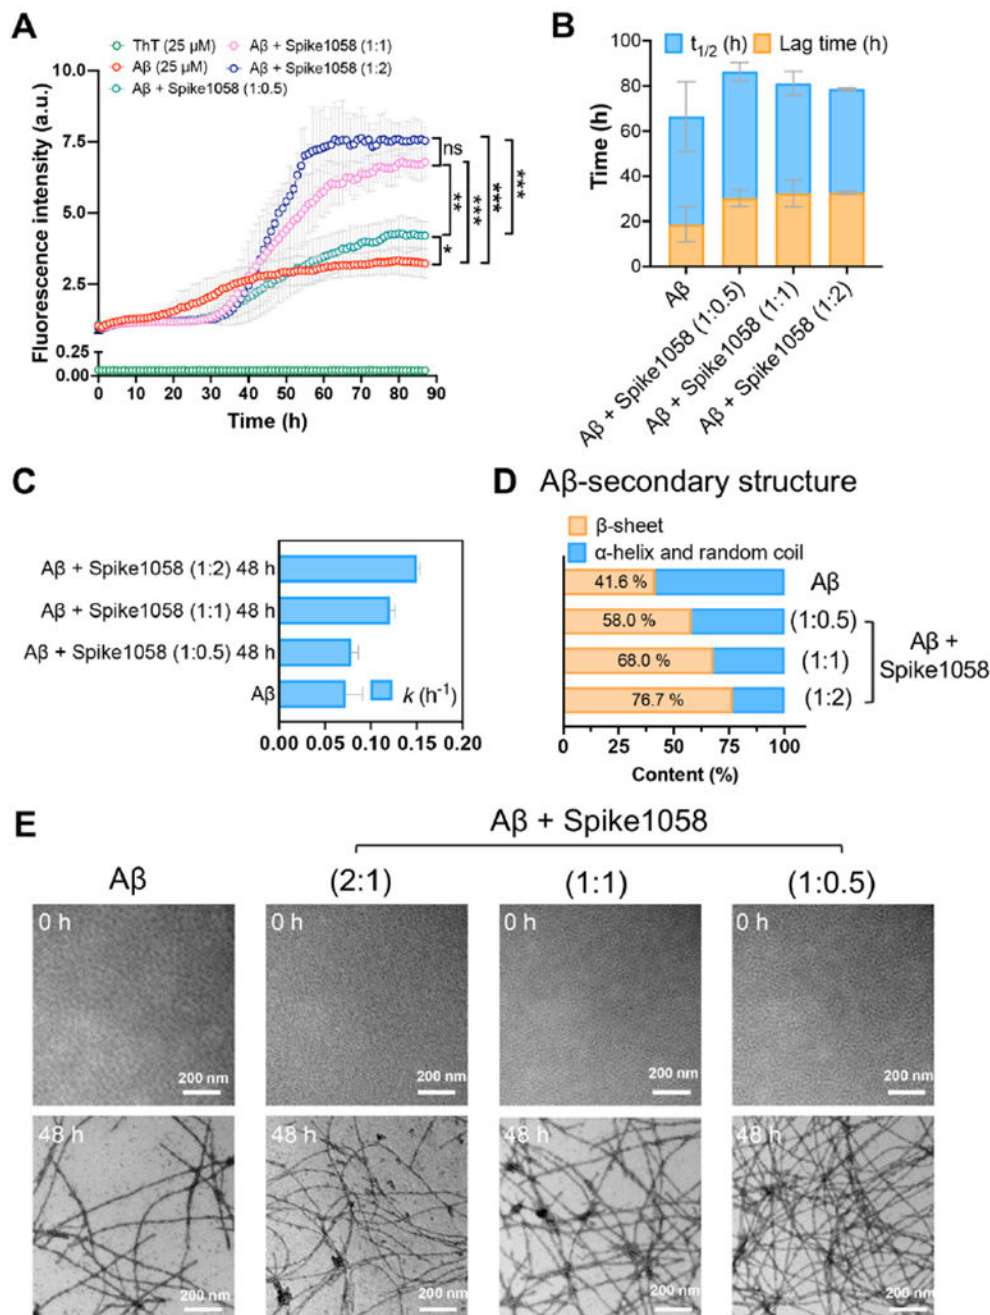 A
ThT (25 μM)
Aβ + Spike1058 (1:1)
Aβ (25 μM)
Aβ + Spike1058 (1:2)
Aβ + Spike1058 (1:0.5)
Fluorescence intensity (a.u.)
10.0
7.5
5.0
2.5
0.25
0.00
0 10 20 30 40 50 60 70 80 90
Time (h)
ns
**
*
***
***
***
B
t1/2 (h) Lag time (h)
Time (h)
100
80
60
40
20
0
Aβ
Aβ + Spike1058 (1:0.5)
Aβ + Spike1058 (1:1)
Aβ + Spike1058 (1:2)
C
Aβ + Spike1058 (1:2) 48 h
Aβ + Spike1058 (1:1) 48 h
Aβ + Spike1058 (1:0.5) 48 h
Aβ
k (h-1)
0.00 0.05 0.10 0.15 0.20
D Aβ-secondary structure
β-sheet
α-helix and random coil
41.6 % Aβ
58.0 % (1:0.5)
68.0 % (1:1)
76.7 % (1:2)
Aβ +
Spike1058
0 25 50 75 100
Content (%)
E
Aβ + Spike1058
Aβ (2:1) (1:1) (1:0.5)
0 h 0 h 0 h 0 h
200 nm 200 nm 200 nm 200 nm
48 h 48 h 48 h 48 h
200 nm 200 nm 200 nm 200 nm